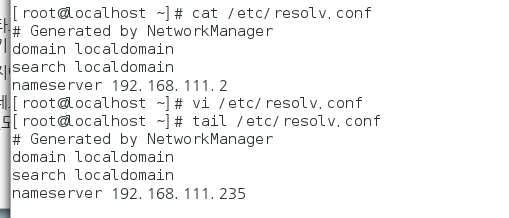 [root@localhost ~]# cat /etc/resolv.conf
# Generated by NetworkManager
domain localdomain
search localdomain
nameserver 192.168.111.2
[root@localhost ~]# vi /etc/resolv.conf
[root@localhost ~]# tail /etc/resolv.conf
# Generated by NetworkManager
domain localdomain
search localdomain
nameserver 192.168.111.235